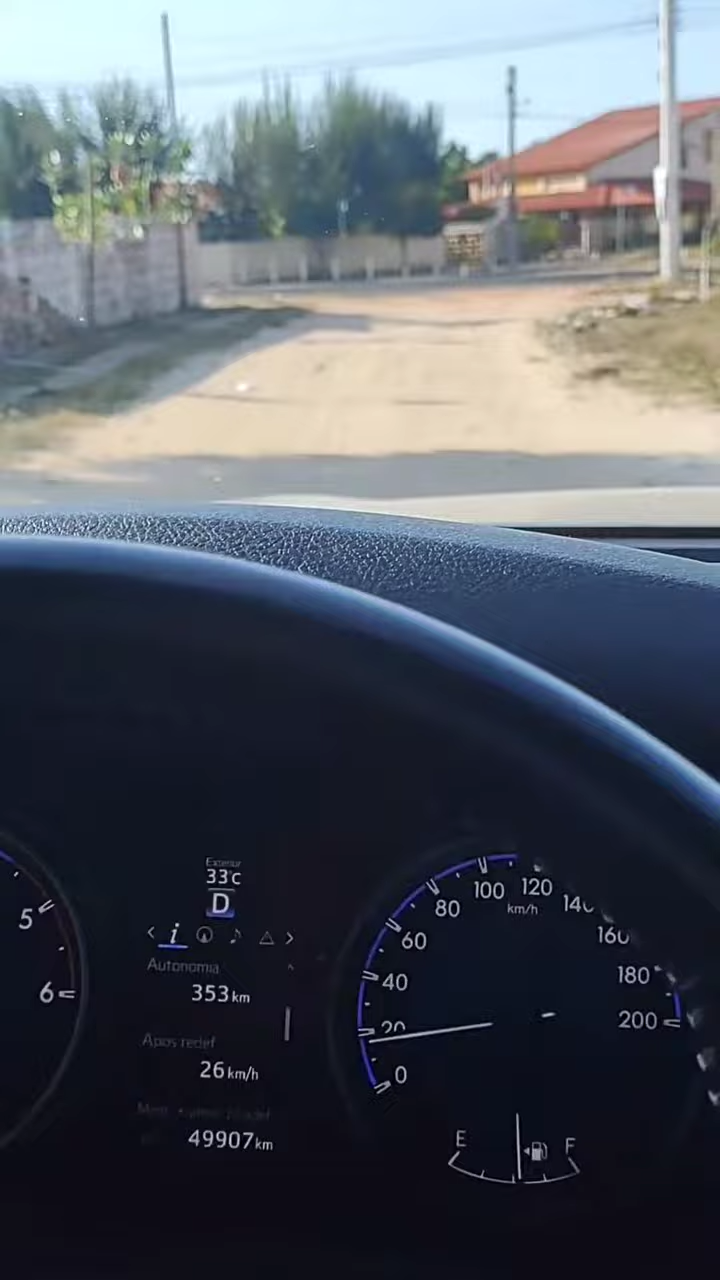 Exterior
33°C
D
i
Autonomia
353 km
Após redef
26 km/h
49907 km
5
6
0
20
40
60
80
100
120
140
160
180
200
km/h
E
F